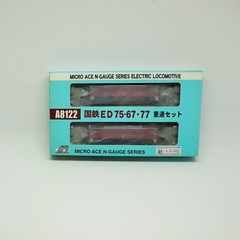 MICRO ACE N-GAUGE SERIES ELECTRIC LOCOMOTIVE
A8122 国鉄ED75-67・77 重連セット
MICRO ACE N-GAUGE SERIES